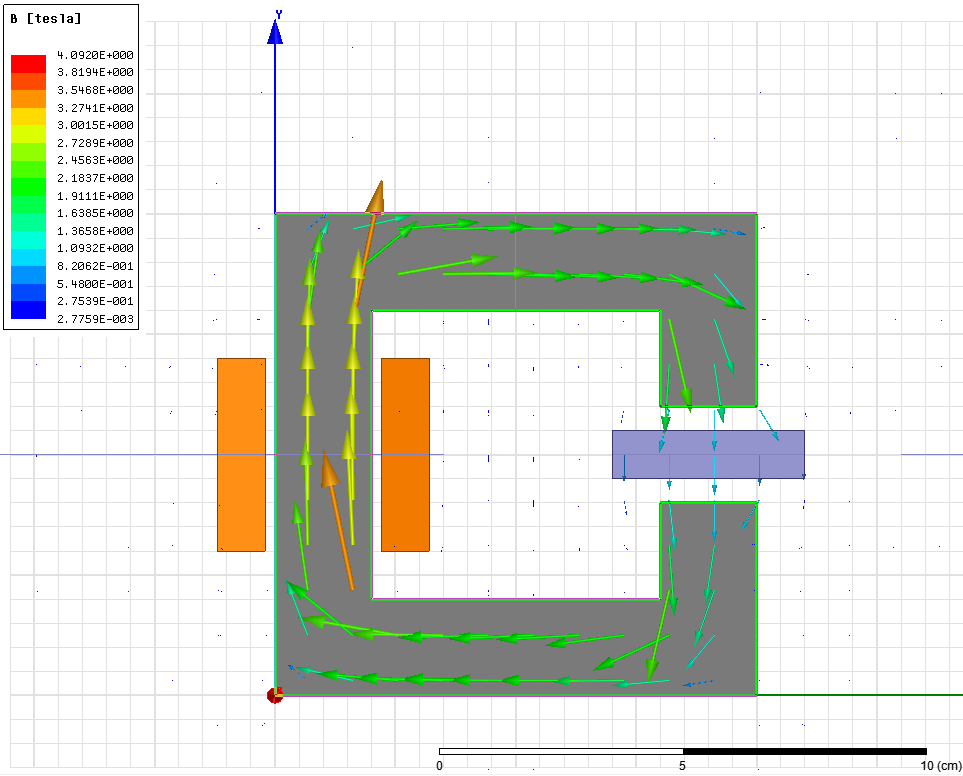 B [tesla]
4.0920E+000
3.8194E+000
3.5468E+000
3.2741E+000
3.0015E+000
2.7289E+000
2.4563E+000
2.1837E+000
1.9111E+000
1.6385E+000
1.3658E+000
1.0932E+000
8.2062E-001
5.4800E-001
2.7539E-001
2.7759E-003
Y
0
5
10 (cm)